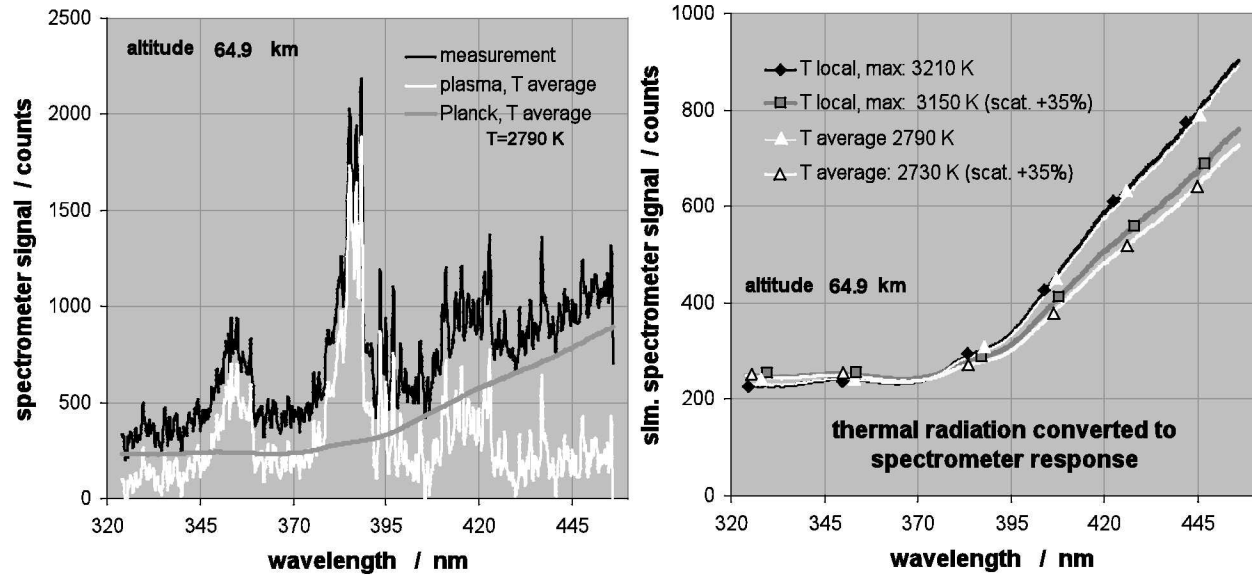 2500
2000
1500
1000
500
0
spectrometer signal / counts
altitude 64.9 km
measurement
plasma, T average
Planck, T average
T=2790 K
320 345 370 395 420 445
wavelength / nm
1000
800
600
400
200
0
sim. spectrometer signal / counts
T local, max: 3210 K
T local, max: 3150 K (scat. +35%)
T average 2790 K
T average: 2730 K (scat. +35%)
altitude 64.9 km
thermal radiation converted to
spectrometer response
320 345 370 395 420 445
wavelength / nm